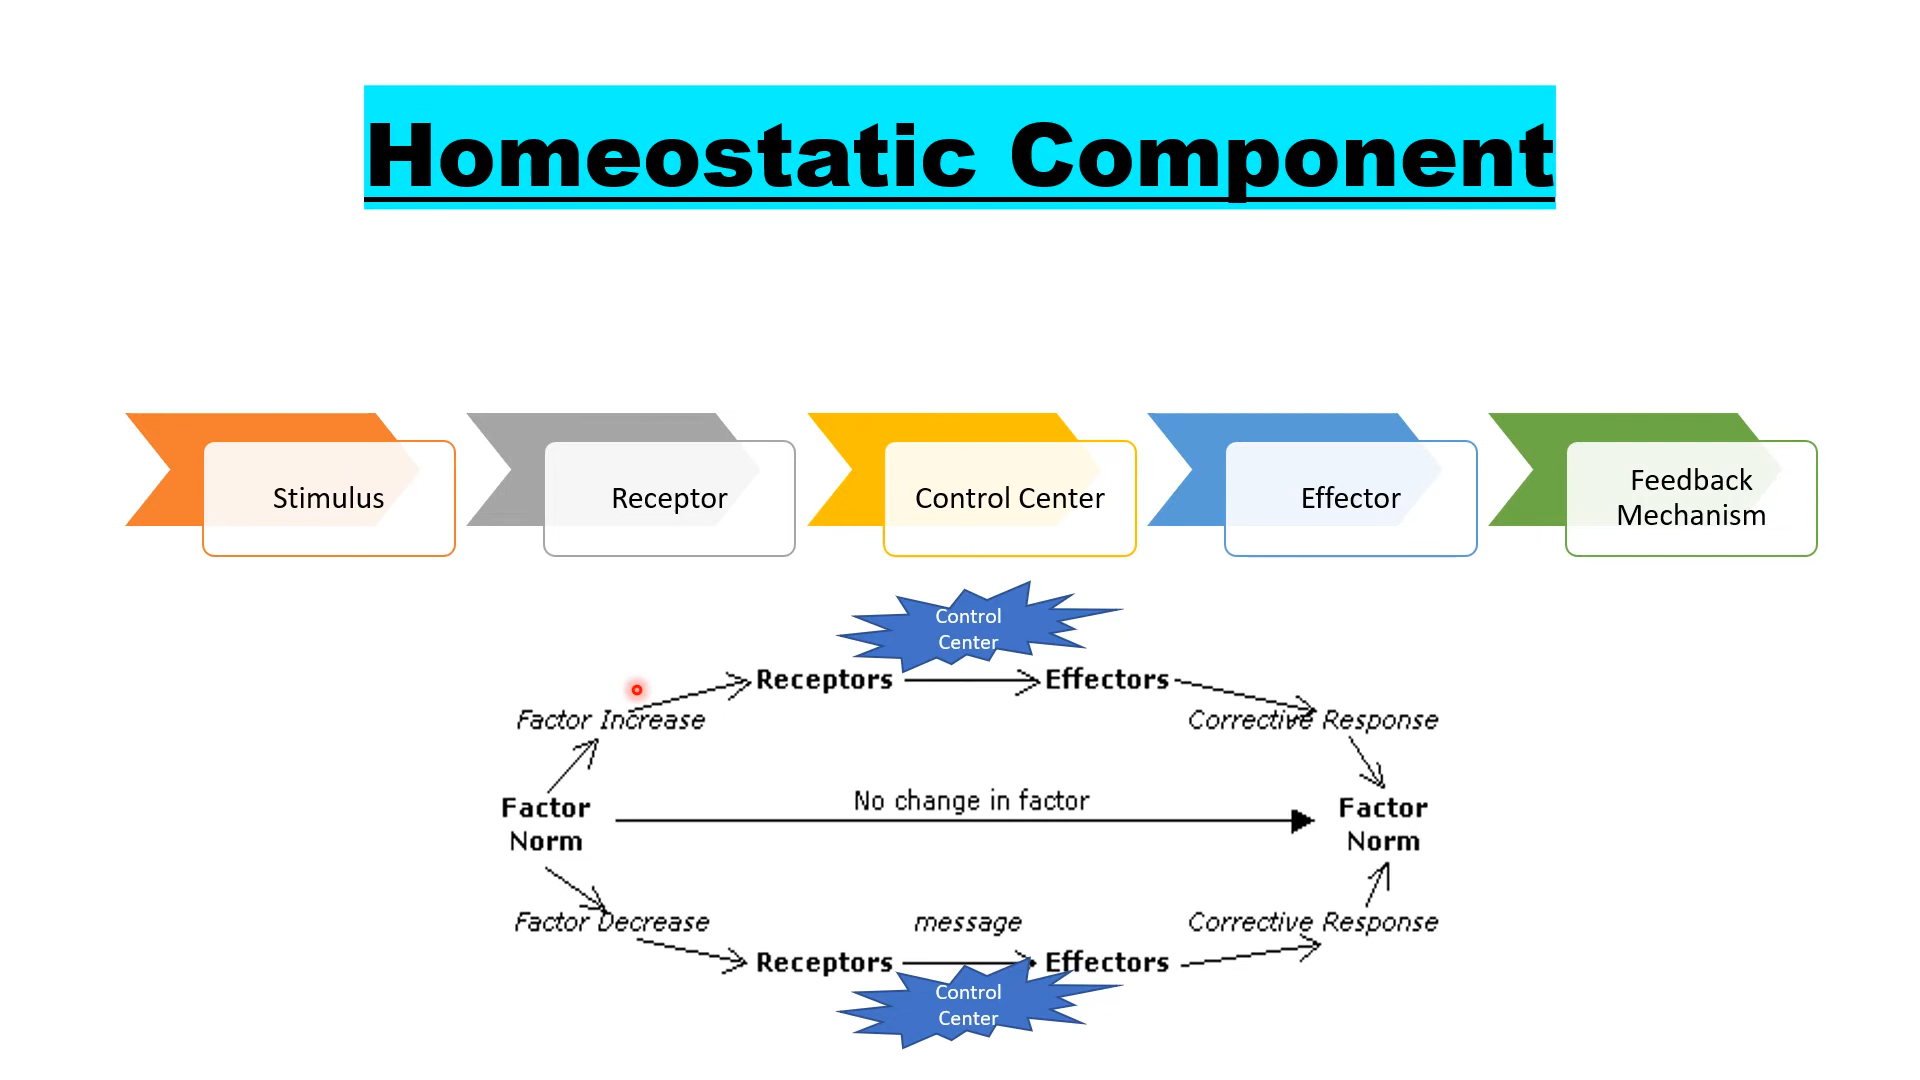 Homeostatic Component
Stimulus
Receptor
Control Center
Effector
Feedback
Mechanism
Control
Center
Receptors
Effectors
Factor Increase
Corrective Response
No change in factor
Factor
Norm
Factor
Norm
Factor Decrease
message
Corrective Response
Receptors
Effectors
Control
Center